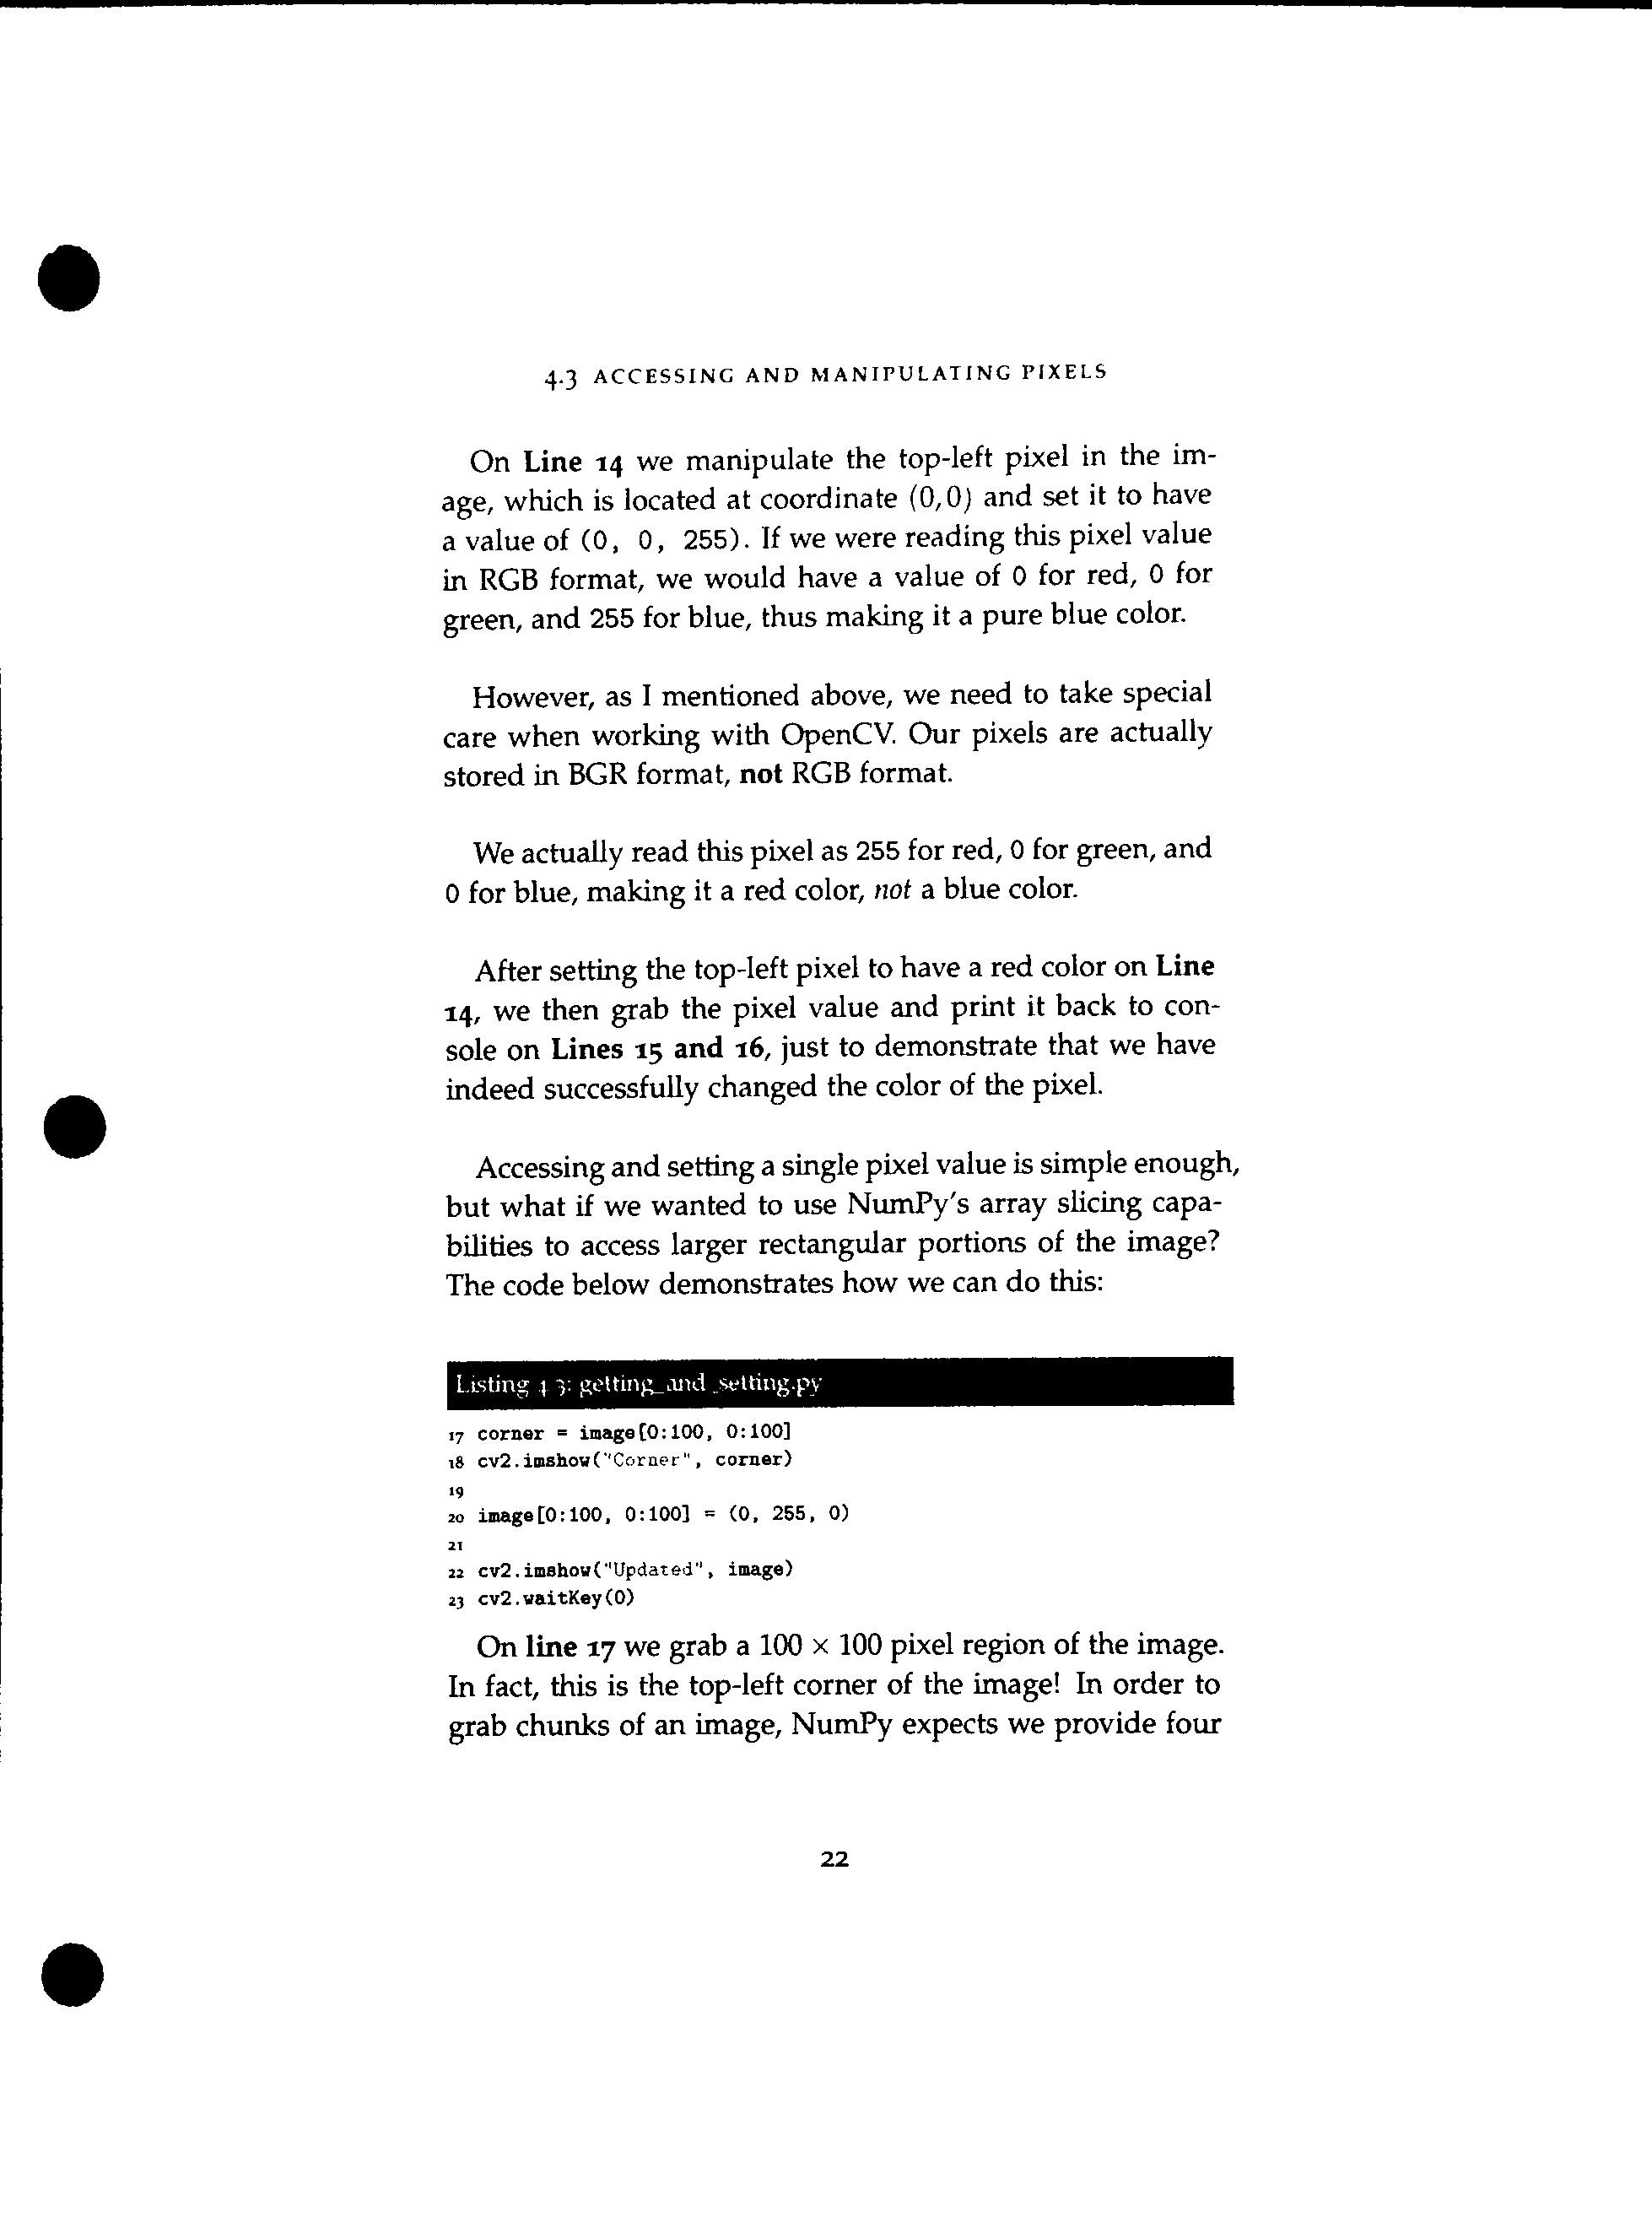 4.3 ACCESSING AND MANIPULATING PIXELS
On Line 14 we manipulate the top-left pixel in the im-
age, which is located at coordinate (0,0) and set it to have
a value of (0, 0, 255). If we were reading this pixel value
in RGB format, we would have a value of 0 for red, 0 for
green, and 255 for blue, thus making it a pure blue color.
However, as I mentioned above, we need to take special
care when working with OpenCV. Our pixels are actually
stored in BGR format, not RGB format.
We actually read this pixel as 255 for red, 0 for green, and
0 for blue, making it a red color, not a blue color.
After setting the top-left pixel to have a red color on Line
14, we then grab the pixel value and print it back to con-
sole on Lines 15 and 16, just to demonstrate that we have
indeed successfully changed the color of the pixel.
Accessing and setting a single pixel value is simple enough,
but what if we wanted to use NumPy's array slicing capa-
bilities to access larger rectangular portions of the image?
The code below demonstrates how we can do this:
Listing 4.3: getting_and_setting.py
17 corner = image[0:100, 0:100]
18 cv2.imshow("Corner", corner)
19
20 image[0:100, 0:100] = (0, 255, 0)
21
22 cv2.imshow("Updated", image)
23 cv2.waitKey(0)
On line 17 we grab a 100 × 100 pixel region of the image.
In fact, this is the top-left corner of the image! In order to
grab chunks of an image, NumPy expects we provide four
22